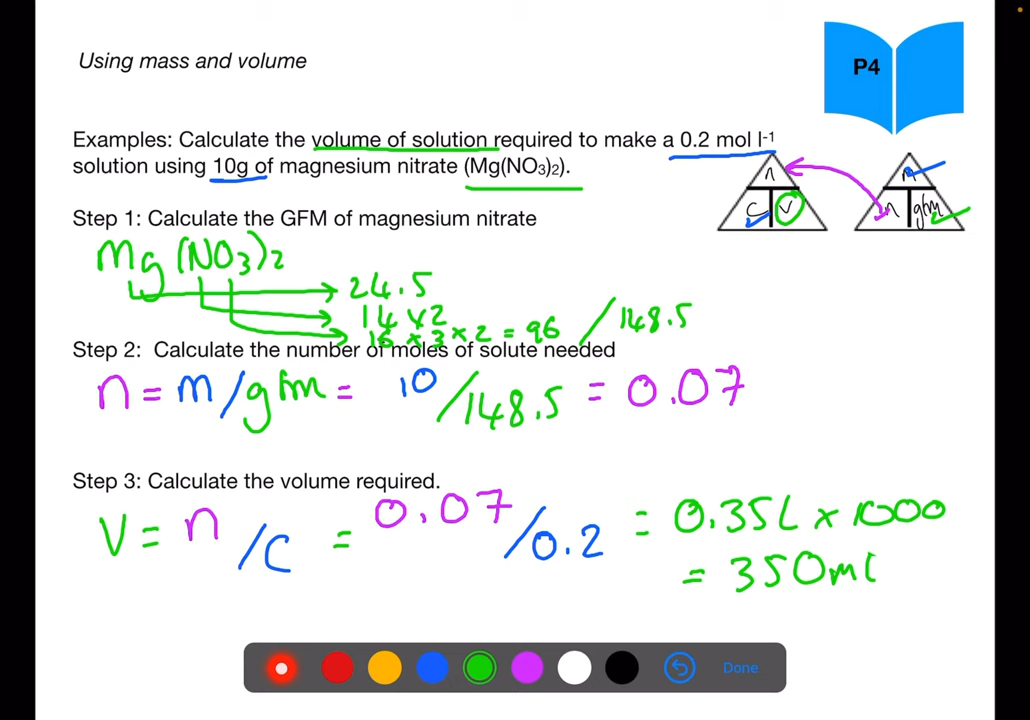 Using mass and volume
P4
Examples: Calculate the volume of solution required to make a 0.2 mol l-1
solution using 10g of magnesium nitrate (Mg(NO3)2).
n
c v
m
n gfm
Step 1: Calculate the GFM of magnesium nitrate
Mg (NO3)2
24.5
14 x 2
16 x 3 x 2 = 96 / 148.5
Step 2: Calculate the number of moles of solute needed
n = m / gfm = 10 / 148.5 = 0.07
Step 3: Calculate the volume required.
V = n / C = 0.07 / 0.2 = 0.35L x 1000
= 350ml
Done